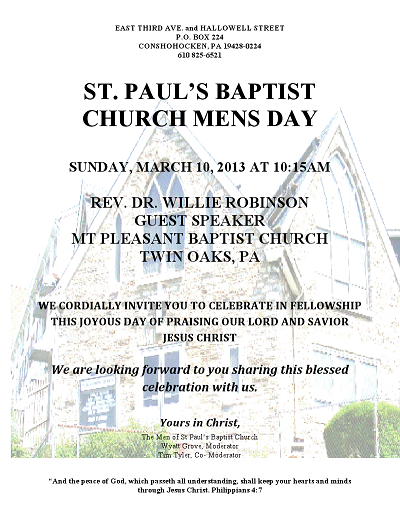 EAST THIRD AVE. and HALLOWELL STREET
P.O. BOX 224
CONSHOHOCKEN, PA 19428-0224
610 825-6521
ST. PAUL'S BAPTIST
CHURCH MENS DAY
SUNDAY, MARCH 10, 2013 AT 10:15AM
REV. DR. WILLIE ROBINSON
GUEST SPEAKER
MT PLEASANT BAPTIST CHURCH
TWIN OAKS, PA
WE CORDIALLY INVITE YOU TO CELEBRATE IN FELLOWSHIP
THIS JOYOUS DAY OF PRAISING OUR LORD AND SAVIOR
JESUS CHRIST
We are looking forward to you sharing this blessed
celebration with us.
Yours in Christ,
The Men of St Paul's Baptist Church
Wyatt Grove, Moderator
Tim Tyler, Co- Moderator
"And the peace of God, which passeth all understanding, shall keep your hearts and minds
through Jesus Christ. Philippians 4:7